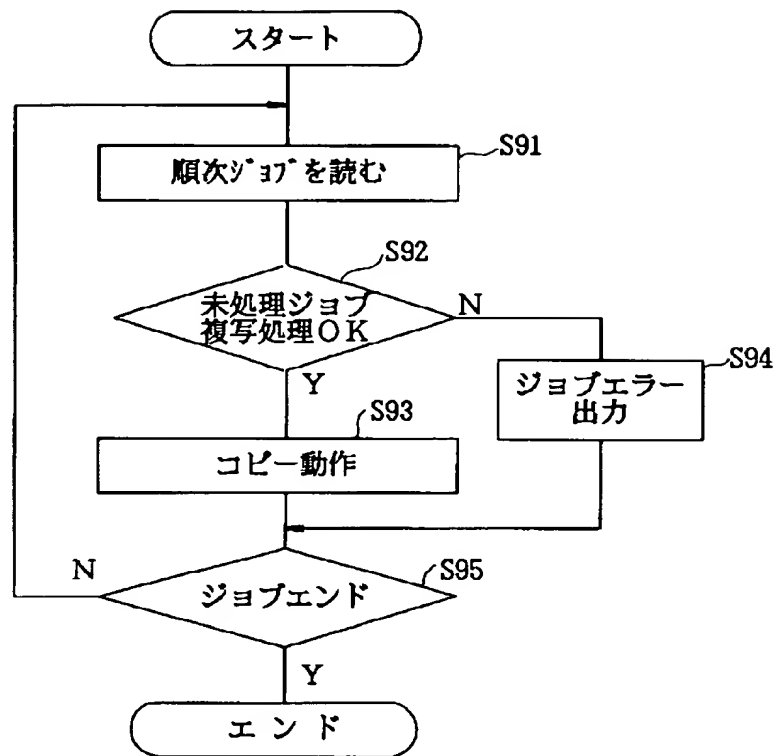 スタート
S91
順次ｼﾞｮﾌﾞを読む
S92
未処理ジョブ
複写処理ＯＫ
N
Y
S94
ジョブエラー
出力
S93
コピー動作
N
S95
ジョブエンド
Y
エンド